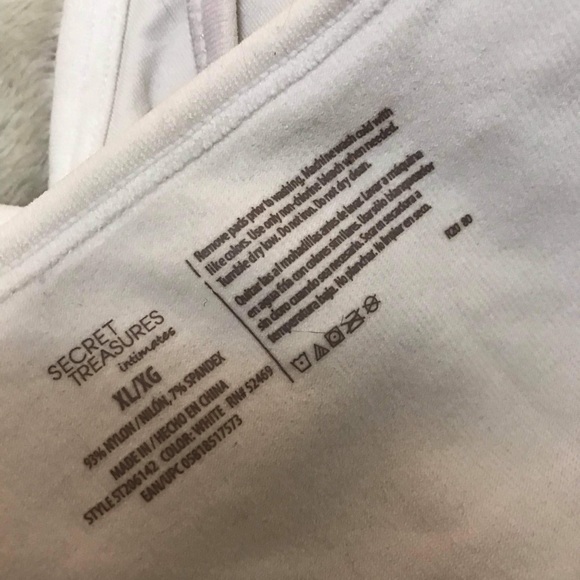 SECRET
TREASURES
intimates
XL/XG
93% NYLON/NILÓN, 7% SPANDEX
MADE IN/HECHO EN CHINA
STYLE ST206142 COLOR: WHITE RN# 52469
EAN/UPC 05818517573
Remove pads prior to washing. Machine wash cold with
like colors. Use only non-chlorine bleach when needed.
Tumble dry low. Do not iron. Do not dry clean.
Quitar las almohadillas antes de lavar. Lavar a máquina
en agua fría con colores similares. Use sólo blanqueador
sin cloro cuando sea necesario. Secar en secadora a
temperatura baja. No planchar. No limpiar en seco.